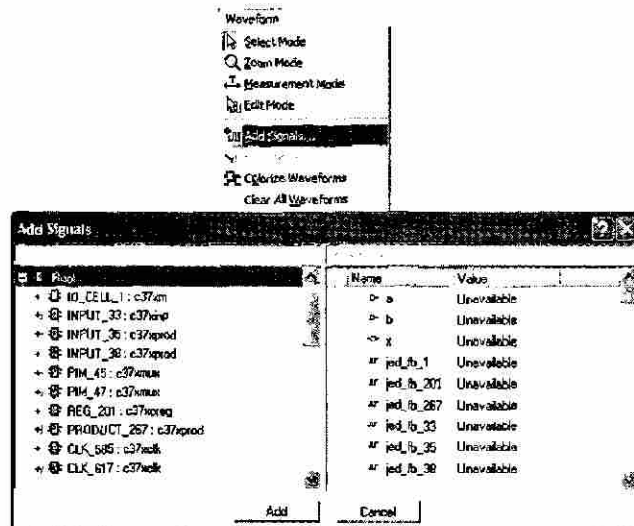 Waveform
Select Mode
Zoom Mode
Measurement Mode
Edit Mode
Add Signals...
Colorize Waveforms
Clear All Waveforms
Add Signals
Root
IO_CELL_1 : c37xm
INPUT_33 : c37xinp
INPUT_35 : c37xprod
INPUT_38 : c37xprod
PIM_45 : c37xmux
PIM_47 : c37xmux
REG_201 : c37xreg
PRODUCT_267 : c37xprod
CLK_585 : c37xclk
CLK_617 : c37xclk
Name Value
a Unavailable
b Unavailable
x Unavailable
jed_fb_1 Unavailable
jed_fb_201 Unavailable
jed_fb_267 Unavailable
jed_fb_33 Unavailable
jed_fb_35 Unavailable
jed_fb_38 Unavailable
Add Cancel